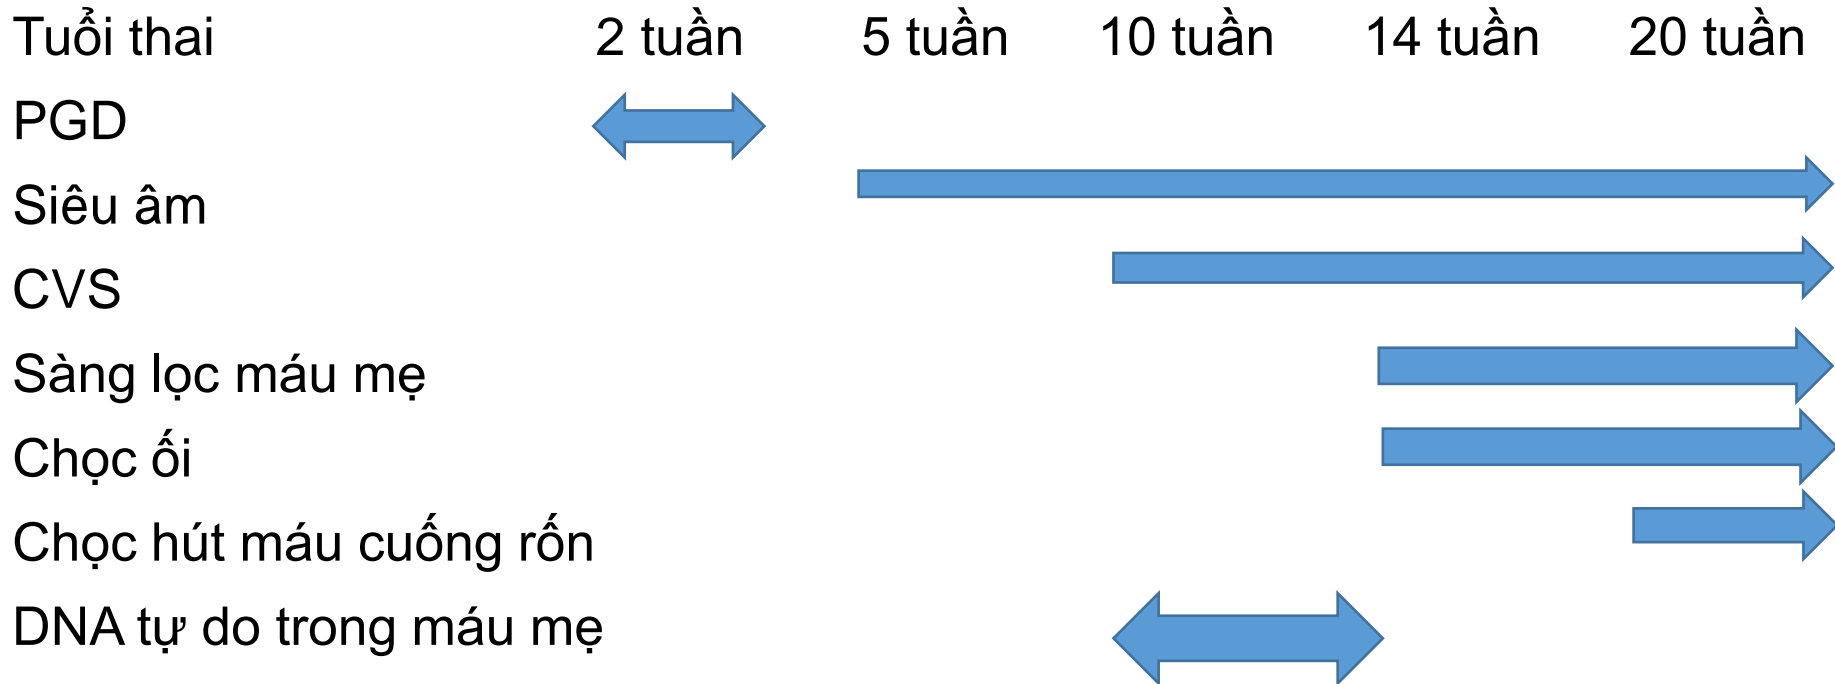 Tuổi thai 2 tuần 5 tuần 10 tuần 14 tuần 20 tuần
PGD
Siêu âm
CVS
Sàng lọc máu mẹ
Chọc ối
Chọc hút máu cuống rốn
DNA tự do trong máu mẹ